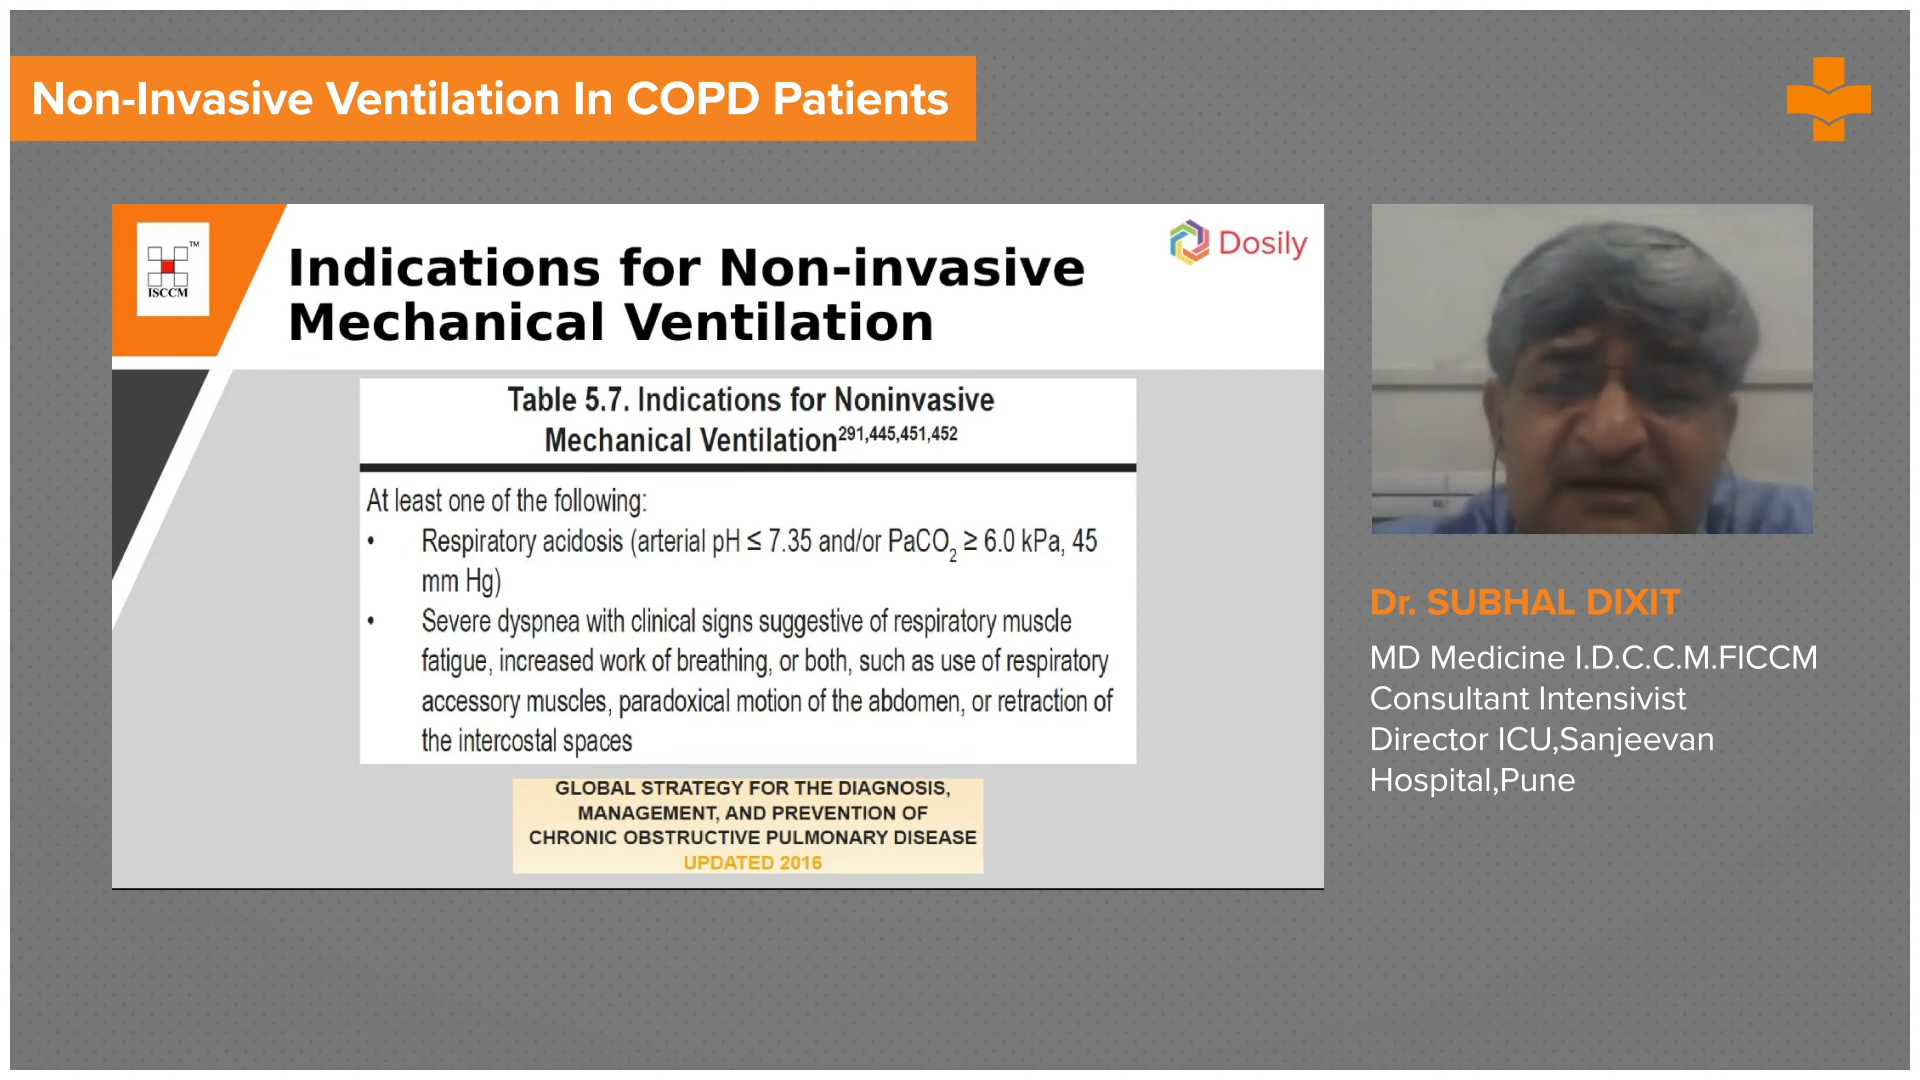 Non-Invasive Ventilation In COPD Patients
TM
ISCCM
Indications for Non-invasive
Mechanical Ventilation
Dosily
Table 5.7. Indications for Noninvasive
Mechanical Ventilation291,445,451,452
At least one of the following:
• Respiratory acidosis (arterial pH ≤ 7.35 and/or PaCO2 ≥ 6.0 kPa, 45
mm Hg)
• Severe dyspnea with clinical signs suggestive of respiratory muscle
fatigue, increased work of breathing, or both, such as use of respiratory
accessory muscles, paradoxical motion of the abdomen, or retraction of
the intercostal spaces
GLOBAL STRATEGY FOR THE DIAGNOSIS,
MANAGEMENT, AND PREVENTION OF
CHRONIC OBSTRUCTIVE PULMONARY DISEASE
UPDATED 2016
Dr. SUBHAL DIXIT
MD Medicine I.D.C.C.M.FICCM
Consultant Intensivist
Director ICU,Sanjeevan
Hospital,Pune